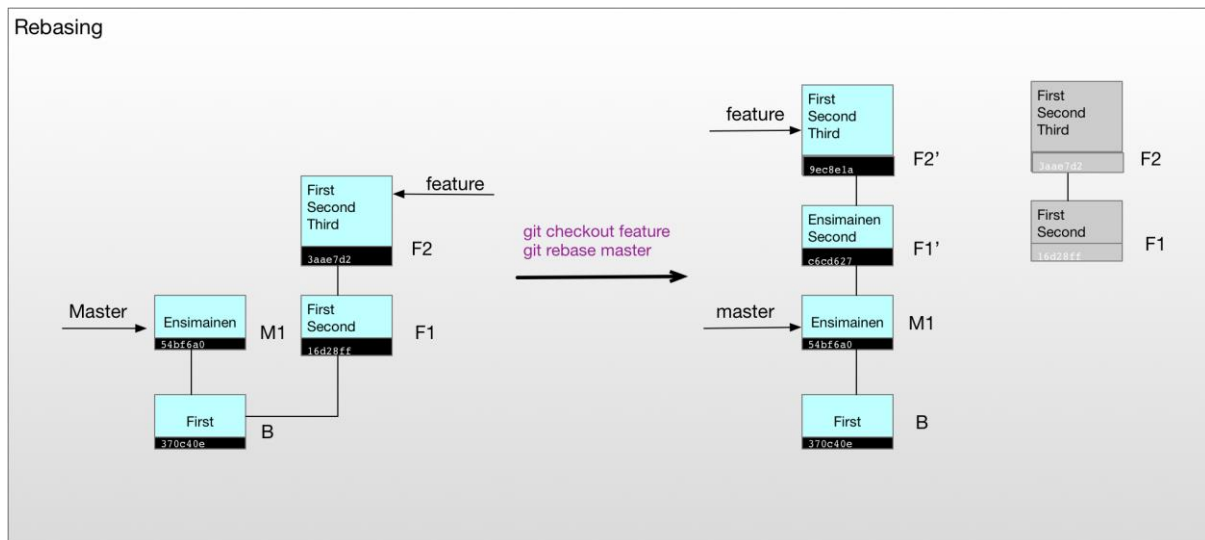 Rebasing
Master
Ensimainen
54bf6a0
M1
First
370c40e
B
First
Second
Third
3aae7d2
F2
feature
First
Second
16d28ff
F1
git checkout feature
git rebase master
feature
First
Second
Third
9ec8e1a
F2'
Ensimainen
Second
c6cd627
F1'
master
Ensimainen
54bf6a0
M1
First
370c40e
B
First
Second
Third
3aae7d2
F2
First
Second
16d28ff
F1